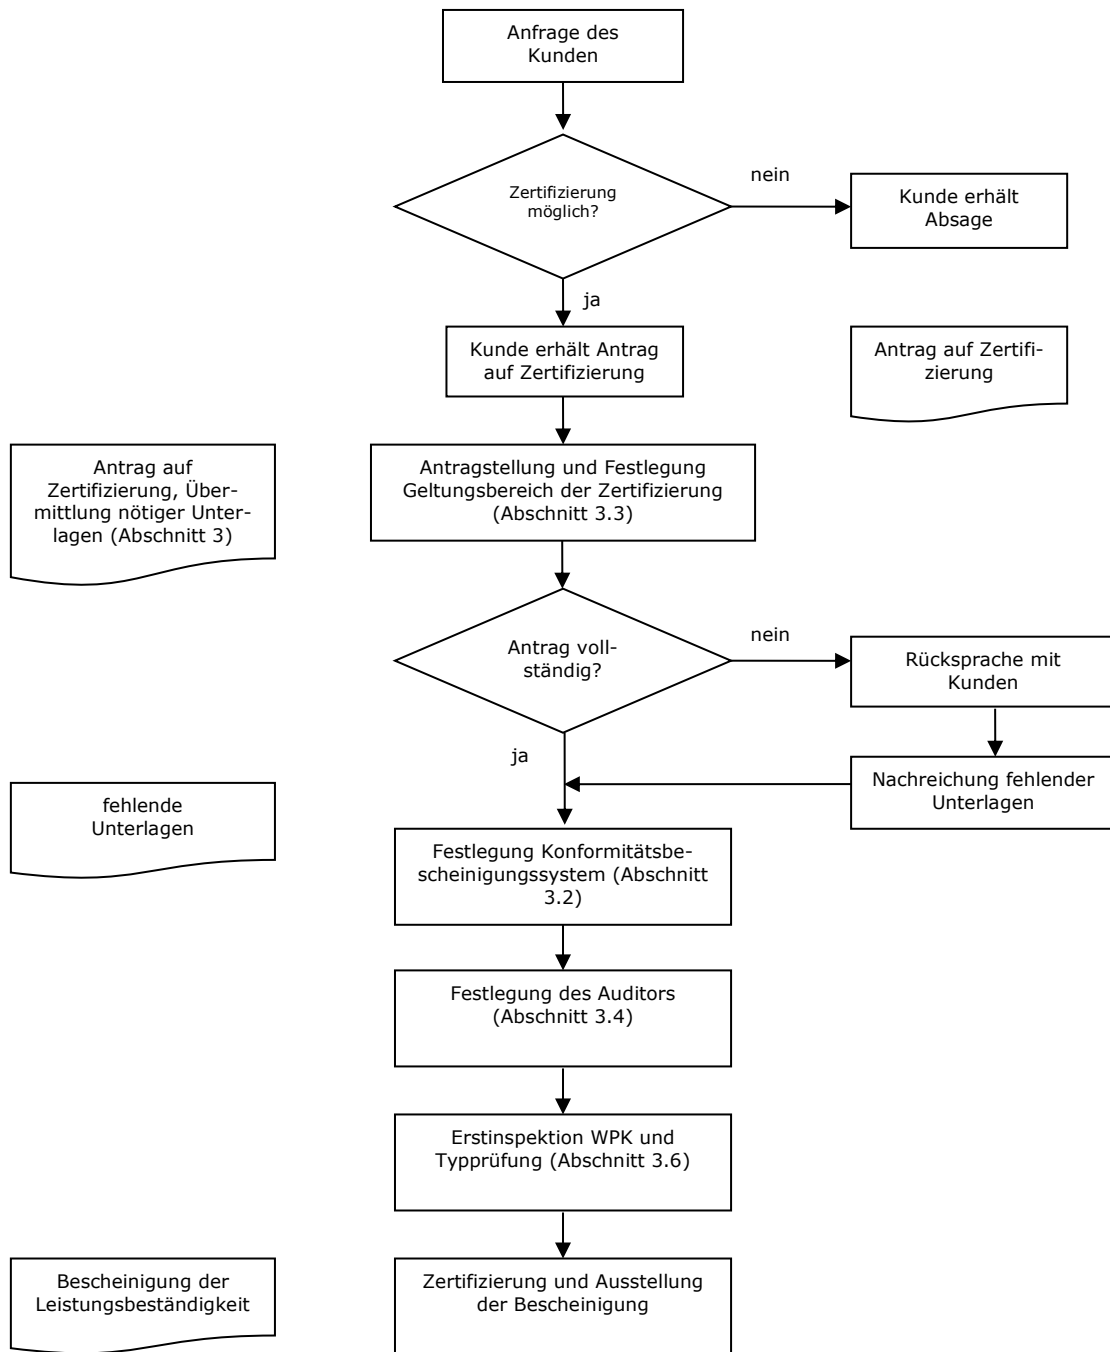 Anfrage des
Kunden
Zertifizierung
möglich?
nein
Kunde erhält
Absage
ja
Kunde erhält Antrag
auf Zertifizierung
Antrag auf Zertifi-
zierung
Antrag auf
Zertifizierung, Über-
mittlung nötiger Unter-
lagen (Abschnitt 3)
Antragstellung und Festlegung
Geltungsbereich der Zertifizierung
(Abschnitt 3.3)
Antrag voll-
ständig?
nein
Rücksprache mit
Kunden
ja
Nachreichung fehlender
Unterlagen
fehlende
Unterlagen
Festlegung Konformitätsbe-
scheinigungssystem (Abschnitt
3.2)
Festlegung des Auditors
(Abschnitt 3.4)
Erstinspektion WPK und
Typprüfung (Abschnitt 3.6)
Bescheinigung der
Leistungsbeständigkeit
Zertifizierung und Ausstellung
der Bescheinigung